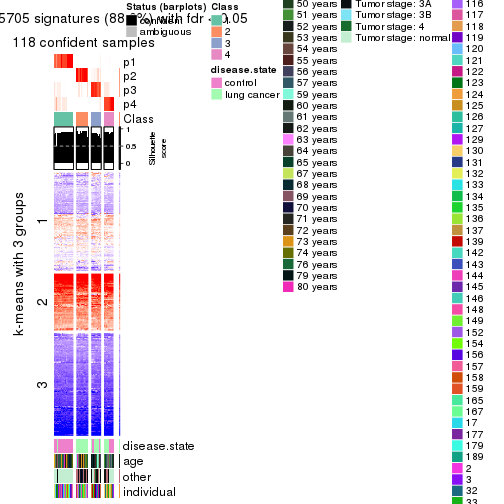 5705 signatures (88.
) with fdr < 0.05
118 confident samples
p1
p2
p3
p4
Class
1
0.5
0
Silhouette
score
k-means with 3 groups
1
2
3
disease.state
age
other
individual
Status (barplots)
confident
ambiguous
Class
1
2
3
4
disease.state
control
lung cancer
50 years
51 years
52 years
53 years
54 years
55 years
56 years
57 years
59 years
60 years
61 years
62 years
63 years
64 years
65 years
67 years
68 years
69 years
70 years
71 years
72 years
73 years
74 years
76 years
79 years
80 years
Tumor stage: 3A
Tumor stage: 3B
Tumor stage: 4
Tumor stage: normal
116
117
118
119
120
121
122
123
124
125
126
127
129
130
131
132
133
134
135
136
137
139
142
143
144
145
146
148
149
152
154
156
157
158
159
165
167
17
177
179
189
2
3
32
33